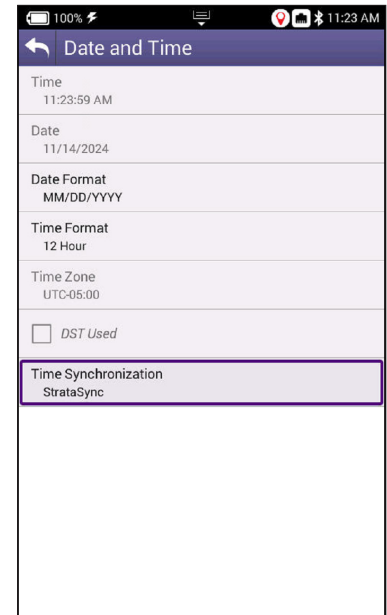 100% 11:23 AM
Date and Time
Time
11:23:59 AM
Date
11/14/2024
Date Format
MM/DD/YYYY
Time Format
12 Hour
Time Zone
UTC-05:00
DST Used
Time Synchronization
StrataSync